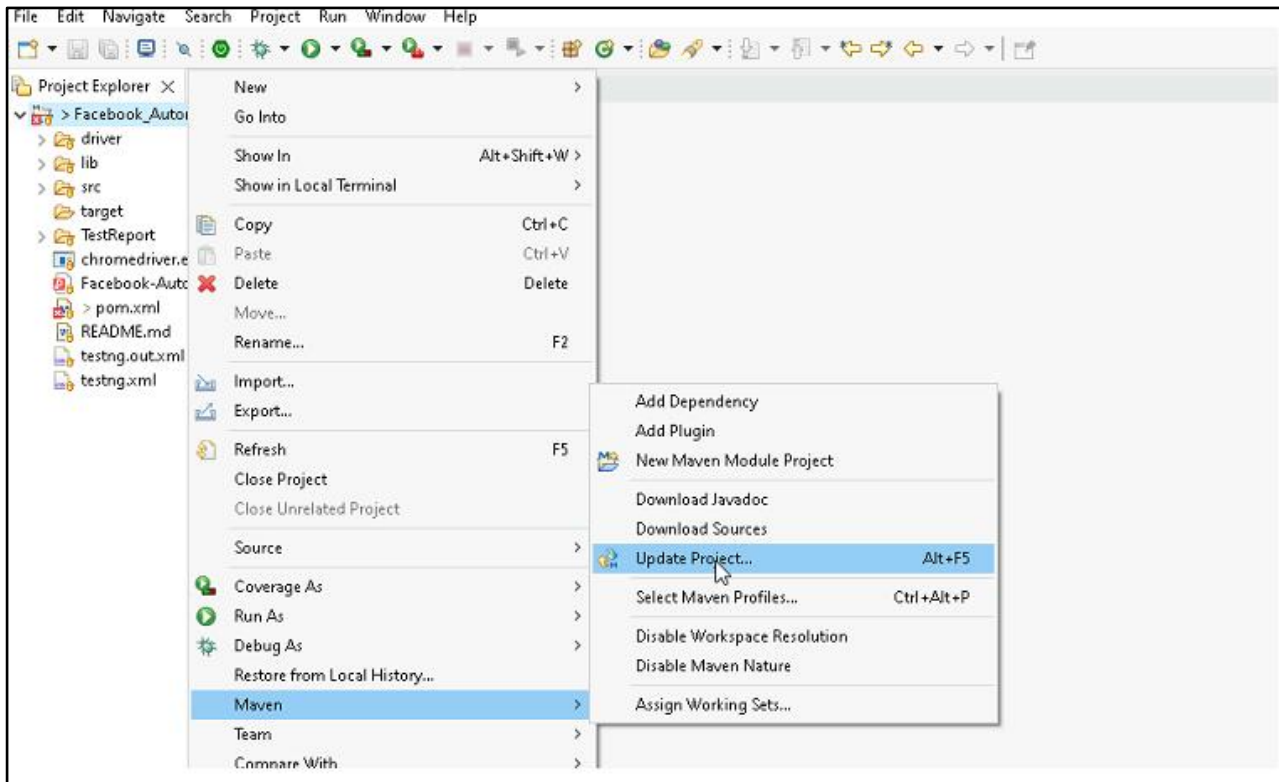 File Edit Navigate Search Project Run Window Help
Project Explorer
> Facebook_Auto
driver
lib
src
target
TestReport
chromedriver.e
Facebook-Auto
> pom.xml
README.md
testng.out.xml
testng.xml
New
Go Into
Show In Alt+Shift+W >
Show in Local Terminal
Copy Ctrl+C
Paste Ctrl+V
Delete Delete
Move...
Rename... F2
Import...
Export...
Refresh F5
Close Project
Close Unrelated Project
Source
Coverage As
Run As
Debug As
Restore from Local History...
Maven
Team
Compare With
Add Dependency
Add Plugin
New Maven Module Project
Download Javadoc
Download Sources
Update Project... Alt+F5
Select Maven Profiles... Ctrl+Alt+P
Disable Workspace Resolution
Disable Maven Nature
Assign Working Sets...